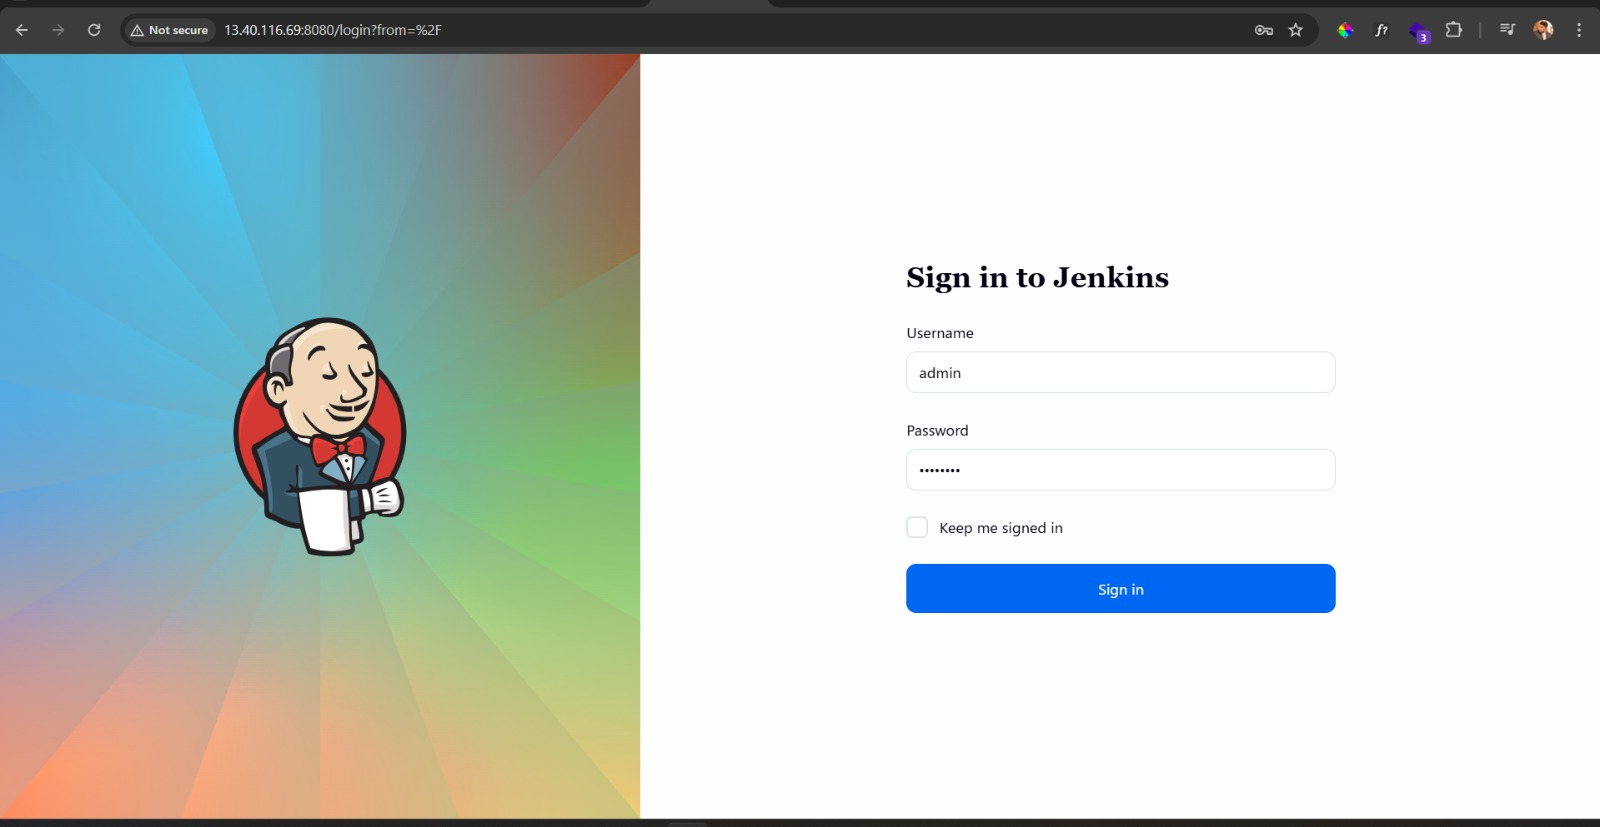 Not secure
13.40.116.69:8080/login?from=%2F
f?
3
Sign in to Jenkins
Username
admin
Password
••••••••
Keep me signed in
Sign in